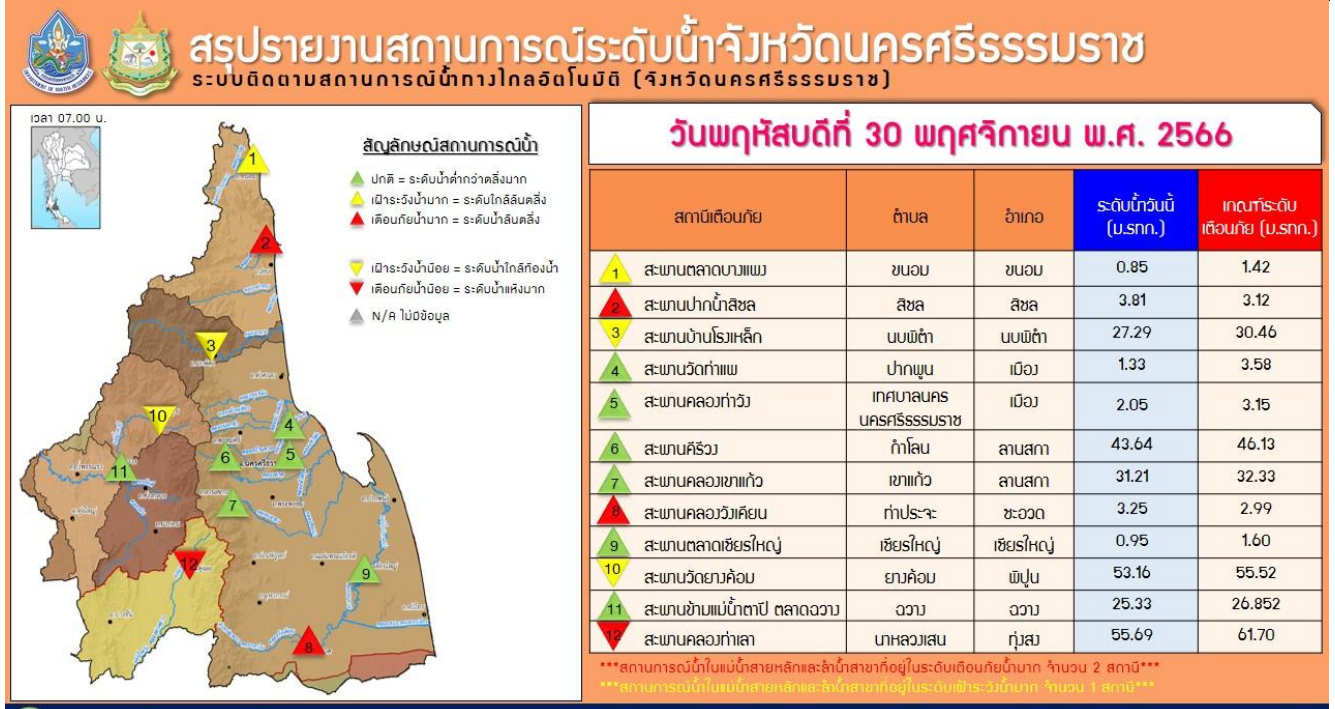 สรุปรายงานสถานการณ์ระดับน้ำจังหวัดนครศรีธรรมราช
ระบบติดตามสถานการณ์น้ำทางไกลอัตโนมัติ (จังหวัดนครศรีธรรมราช)
เวลา 07.00 น.
สัญลักษณ์สถานการณ์น้ำ
ปกติ = ระดับน้ำต่ำกว่าตลิ่งมาก
เฝ้าระวังน้ำมาก = ระดับใกล้ล้นตลิ่ง
เตือนภัยน้ำมาก = ระดับน้ำล้นตลิ่ง
เฝ้าระวังน้ำน้อย = ระดับน้ำใกล้ท้องน้ำ
เตือนภัยน้ำน้อย = ระดับน้ำแห้งมาก
N/A ไม่มีข้อมูล
1
2
3
10
4
6
5
11
7
12
9
8
วันพฤหัสบดีที่ 30 พฤศจิกายน พ.ศ. 2566
สถานีเตือนภัย ตำบล อำเภอ ระดับน้ำวันนี้ (ม.รทก.) เกณฑ์ระดับเตือนภัย (ม.รทก.)
1 สะพานตลาดบางแพง ขนอม ขนอม 0.85 1.42
2 สะพานปากน้ำสิชล สิชล สิชล 3.81 3.12
3 สะพานบ้านโรงเหล็ก นบพิตำ นบพิตำ 27.29 30.46
4 สะพานวัดท่าแพ ปากพูน เมือง 1.33 3.58
5 สะพานคลองท่าวัง เทศบาลนครนครศรีธรรมราช เมือง 2.05 3.15
6 สะพานคีรีวง กำโลน ลานสกา 43.64 46.13
7 สะพานคลองเขาแก้ว เขาแก้ว ลานสกา 31.21 32.33
8 สะพานคลองวังเคียน ท่าประจะ ชะอวด 3.25 2.99
9 สะพานตลาดเชียรใหญ่ เชียรใหญ่ เชียรใหญ่ 0.95 1.60
10 สะพานวัดยางค้อม ยางค้อม พิปูน 53.16 55.52
11 สะพานข้ามแม่น้ำตาปี ตลาดฉวาง ฉวาง ฉวาง 25.33 26.852
12 สะพานคลองท่าเลา นาหลวงเสน ทุ่งสง 55.69 61.70
***สถานการณ์น้ำในแม่น้ำสายหลักและลำน้ำสาขาที่อยู่ในระดับเตือนภัยน้ำมาก จำนวน 2 สถานี***
***สถานการณ์น้ำในแม่น้ำสายหลักและลำน้ำสาขาที่อยู่ในระดับเฝ้าระวังน้ำมาก จำนวน 1 สถานี***